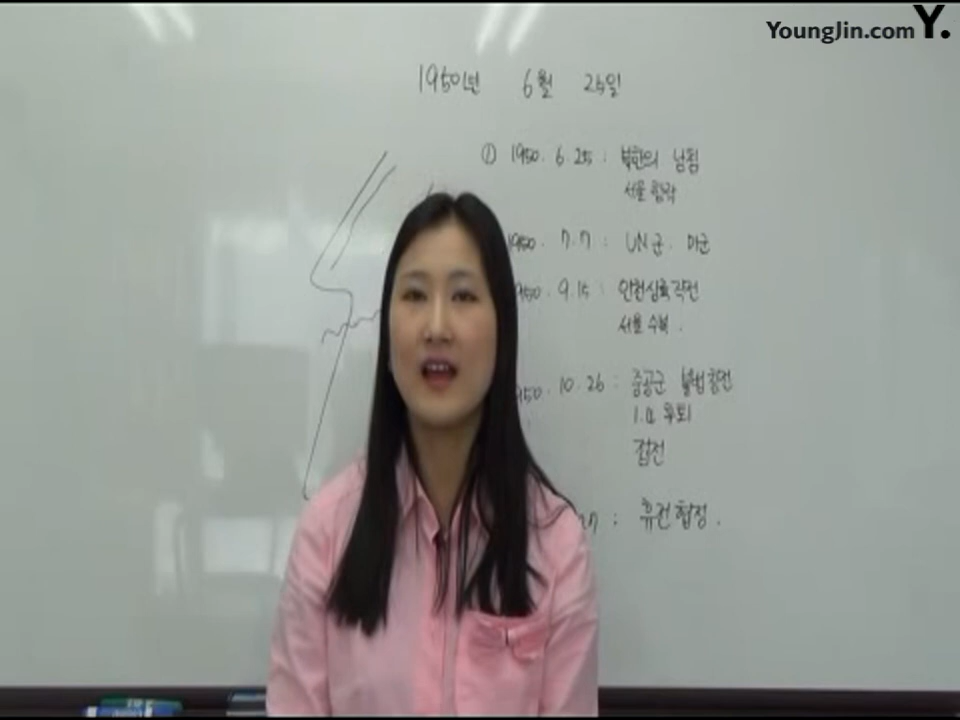 YoungJin.com Y.
1950년 6월 25일
① 1950. 6. 25 : 북한의 남침
서울 함락
1950. 7. 7 : UN군. 미군
950. 9. 15 : 인천상륙작전
서울 수복.
950. 10. 26 : 중공군 불법참전
1.4 후퇴
접전
27 : 휴전협정.